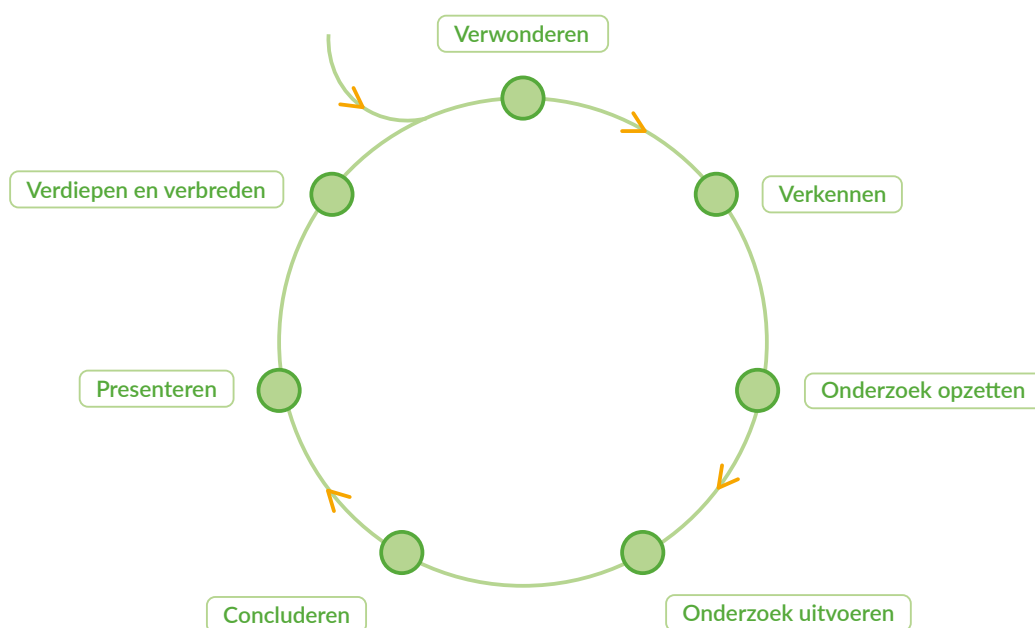 Verwonderen
Verkennen
Onderzoek opzetten
Onderzoek uitvoeren
Concluderen
Presenteren
Verdiepen en verbreden